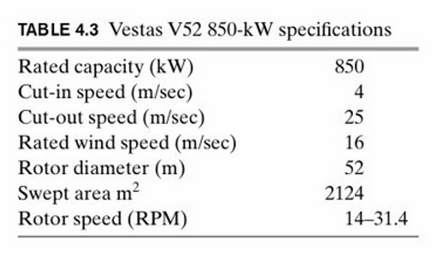 TABLE 4.3 Vestas V52 850-kW specifications
Rated capacity (kW) 850
Cut-in speed (m/sec) 4
Cut-out speed (m/sec) 25
Rated wind speed (m/sec) 16
Rotor diameter (m) 52
Swept area m² 2124
Rotor speed (RPM) 14–31.4